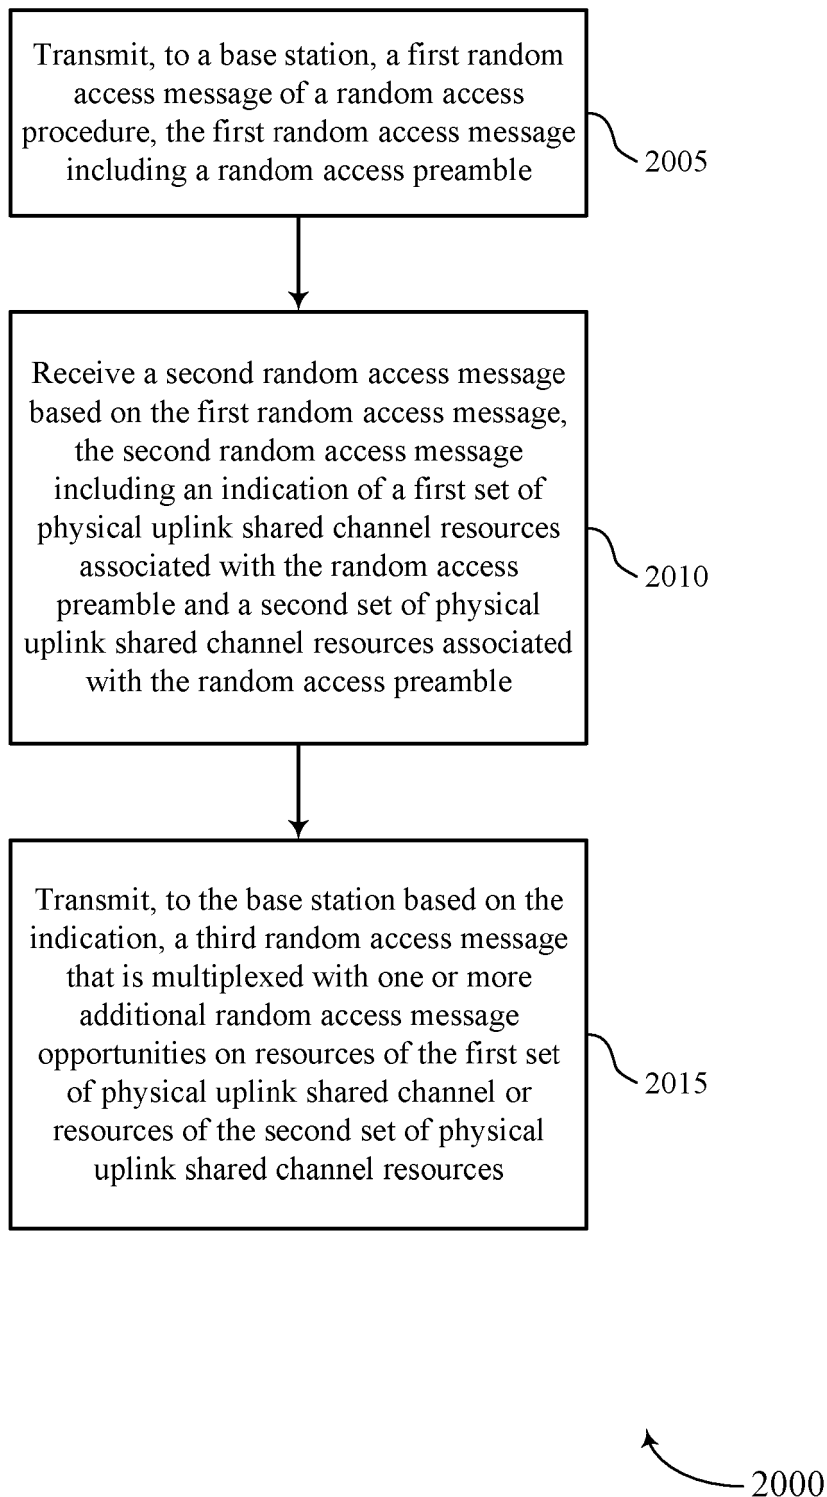 Transmit, to a base station, a first random
access message of a random access
procedure, the first random access message
including a random access preamble
2005
Receive a second random access message
based on the first random access message,
the second random access message
including an indication of a first set of
physical uplink shared channel resources
associated with the random access
preamble and a second set of physical
uplink shared channel resources associated
with the random access preamble
2010
Transmit, to the base station based on the
indication, a third random access message
that is multiplexed with one or more
additional random access message
opportunities on resources of the first set
of physical uplink shared channel or
resources of the second set of physical
uplink shared channel resources
2015
2000